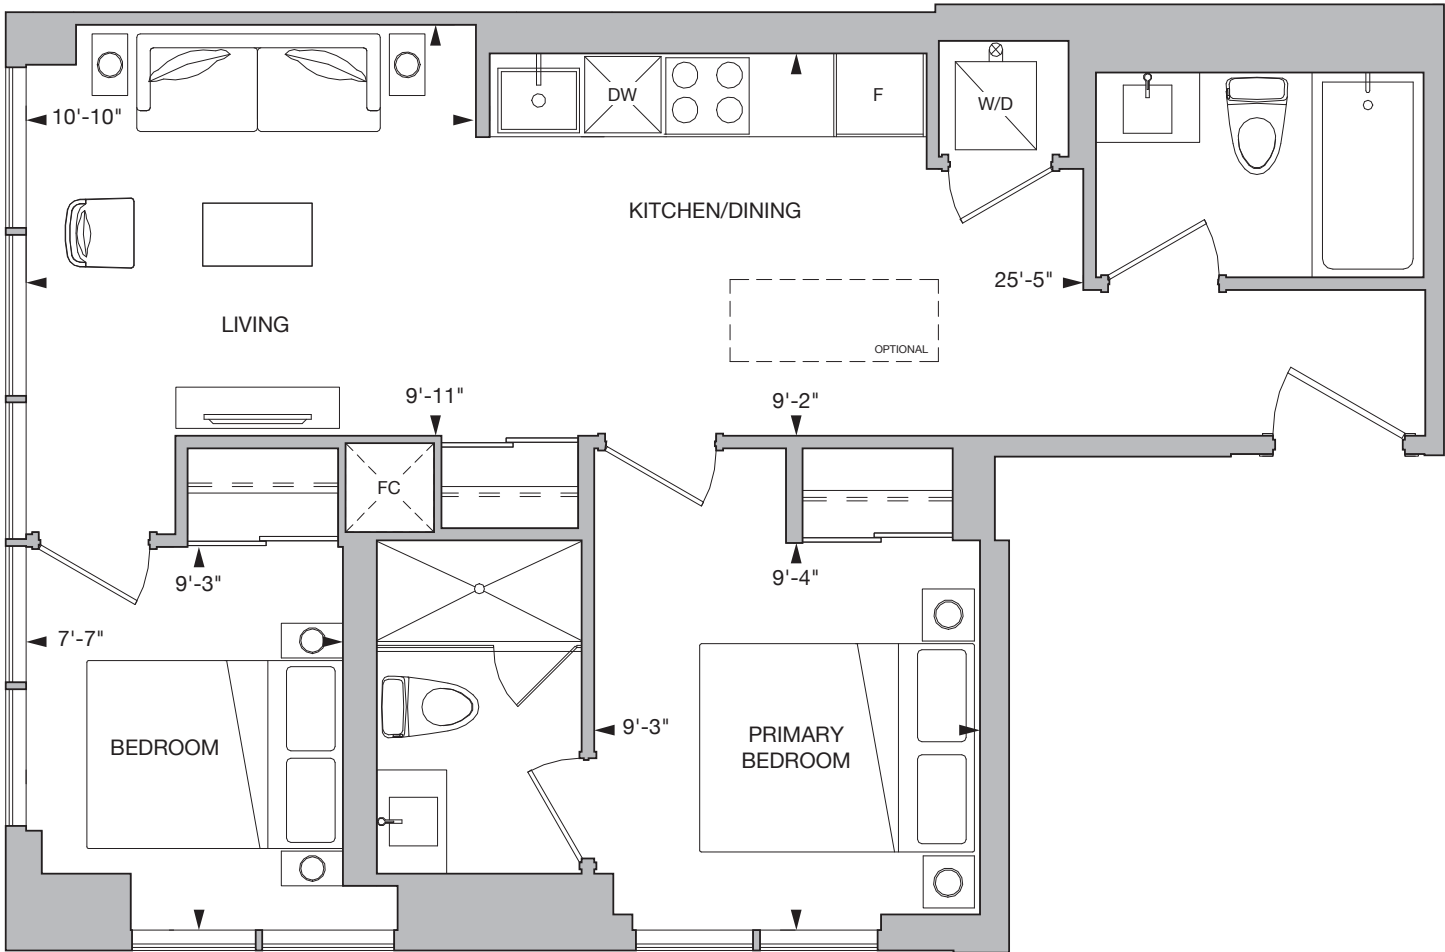 DW
F
W/D
10'-10"
KITCHEN/DINING
25'-5"
LIVING
OPTIONAL
9'-11"
9'-2"
FC
9'-3"
9'-4"
7'-7"
9'-3"
BEDROOM
PRIMARY
BEDROOM